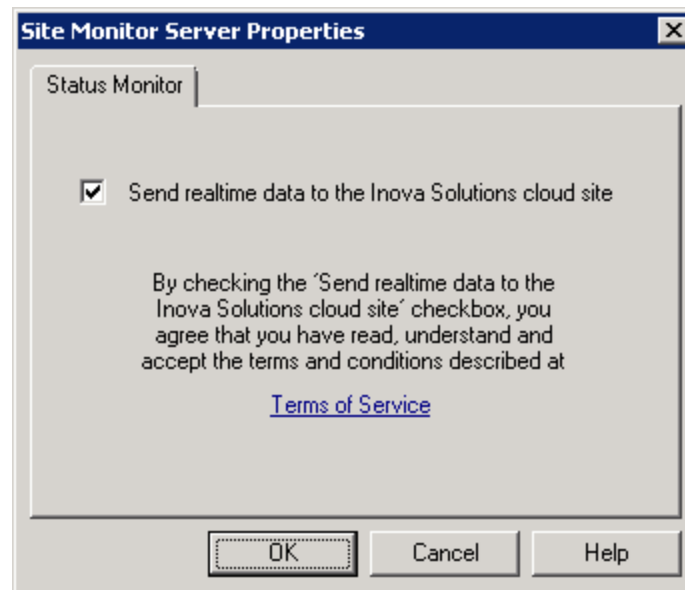 Site Monitor Server Properties
Status Monitor
Send realtime data to the Inova Solutions cloud site
By checking the ´Send realtime data to the
Inova Solutions cloud site´ checkbox, you
agree that you have read, understand and
accept the terms and conditions described at
Terms of Service
OK
Cancel
Help